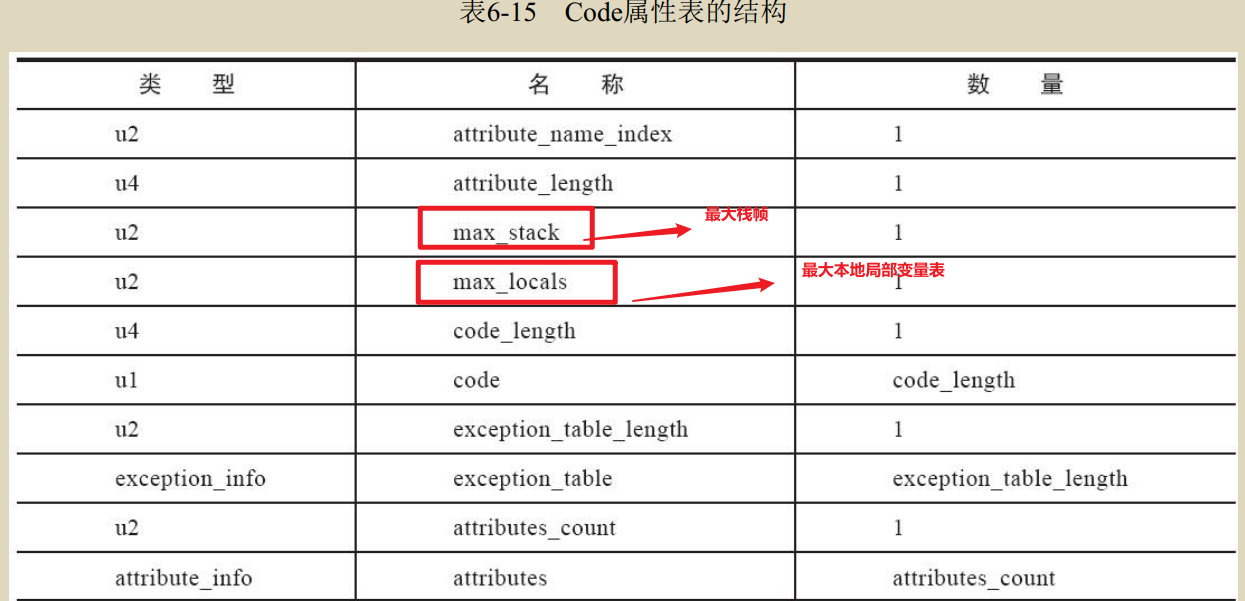 表6-15 Code属性表的结构
类 型 名 称 数 量
u2 attribute_name_index 1
u4 attribute_length 1
u2 max_stack 最大栈帧 1
u2 max_locals 最大本地局部变量表 1
u4 code_length 1
u1 code code_length
u2 exception_table_length 1
exception_info exception_table exception_table_length
u2 attributes_count 1
attribute_info attributes attributes_count